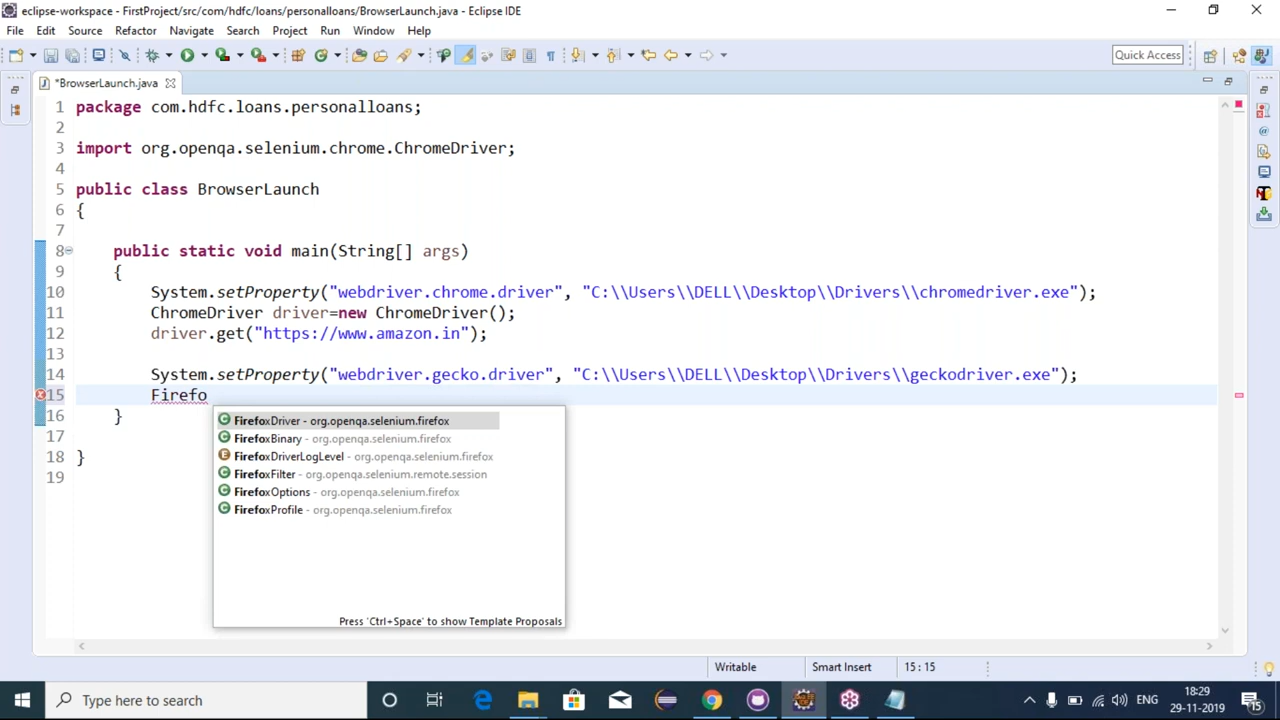 eclipse-workspace - FirstProject/src/com/hdfc/loans/personalloans/BrowserLaunch.java - Eclipse IDE
File Edit Source Refactor Navigate Search Project Run Window Help
Quick Access
*BrowserLaunch.java
1 package com.hdfc.loans.personalloans;
2
3 import org.openqa.selenium.chrome.ChromeDriver;
4
5 public class BrowserLaunch
6 {
7
8 public static void main(String[] args)
9 {
10 System.setProperty("webdriver.chrome.driver", "C:\\Users\\DELL\\Desktop\\Drivers\\chromedriver.exe");
11 ChromeDriver driver=new ChromeDriver();
12 driver.get("https://www.amazon.in");
13
14 System.setProperty("webdriver.gecko.driver", "C:\\Users\\DELL\\Desktop\\Drivers\\geckodriver.exe");
15 Firefo
16 }
17
18 }
19
FirefoxDriver - org.openqa.selenium.firefox
FirefoxBinary - org.openqa.selenium.firefox
FirefoxDriverLogLevel - org.openqa.selenium.firefox
FirefoxFilter - org.openqa.selenium.remote.session
FirefoxOptions - org.openqa.selenium.firefox
FirefoxProfile - org.openqa.selenium.firefox
Press 'Ctrl+Space' to show Template Proposals
Writable Smart Insert 15 : 15
Type here to search
ENG
18:29
29-11-2019
15